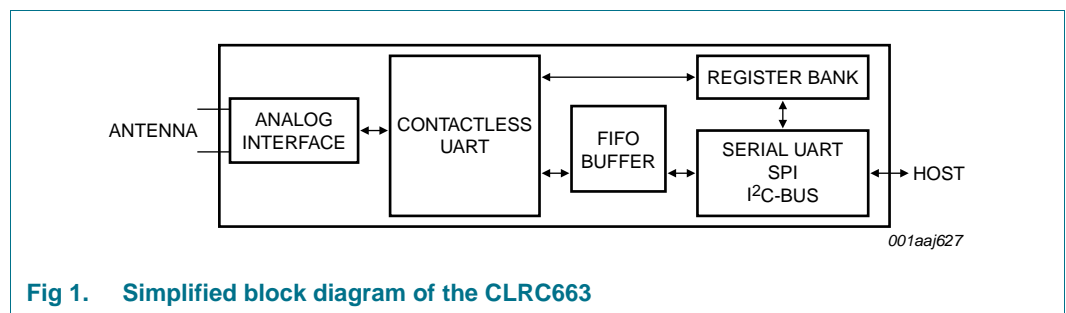 ANTENNA
ANALOG
INTERFACE
CONTACTLESS
UART
FIFO
BUFFER
REGISTER BANK
SERIAL UART
SPI
I²C-BUS
HOST
001aaj627
Fig 1. Simplified block diagram of the CLRC663